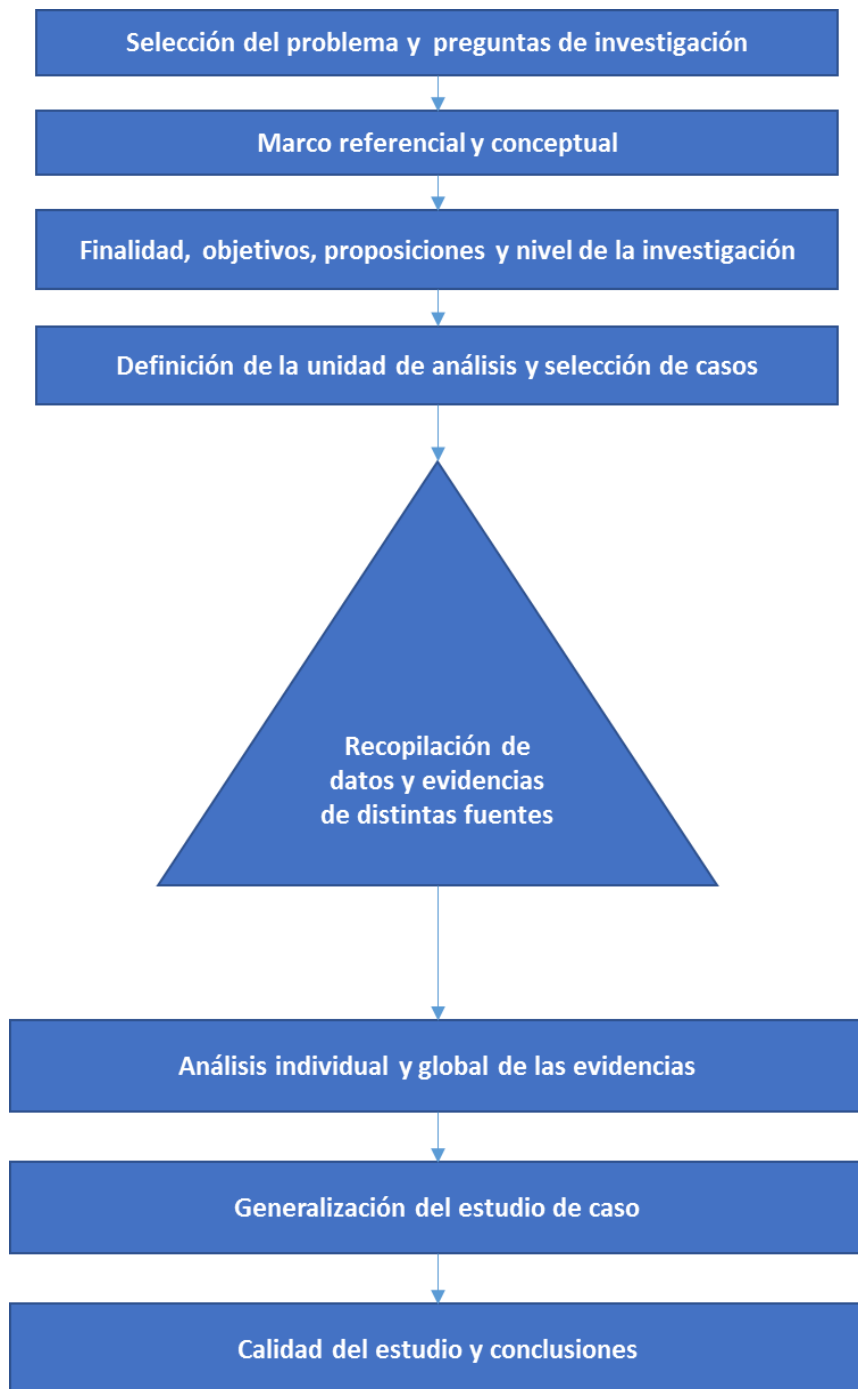 Selección del problema y preguntas de investigación
Marco referencial y conceptual
Finalidad, objetivos, proposiciones y nivel de la investigación
Definición de la unidad de análisis y selección de casos
Recopilación de
datos y evidencias
de distintas fuentes
Análisis individual y global de las evidencias
Generalización del estudio de caso
Calidad del estudio y conclusiones